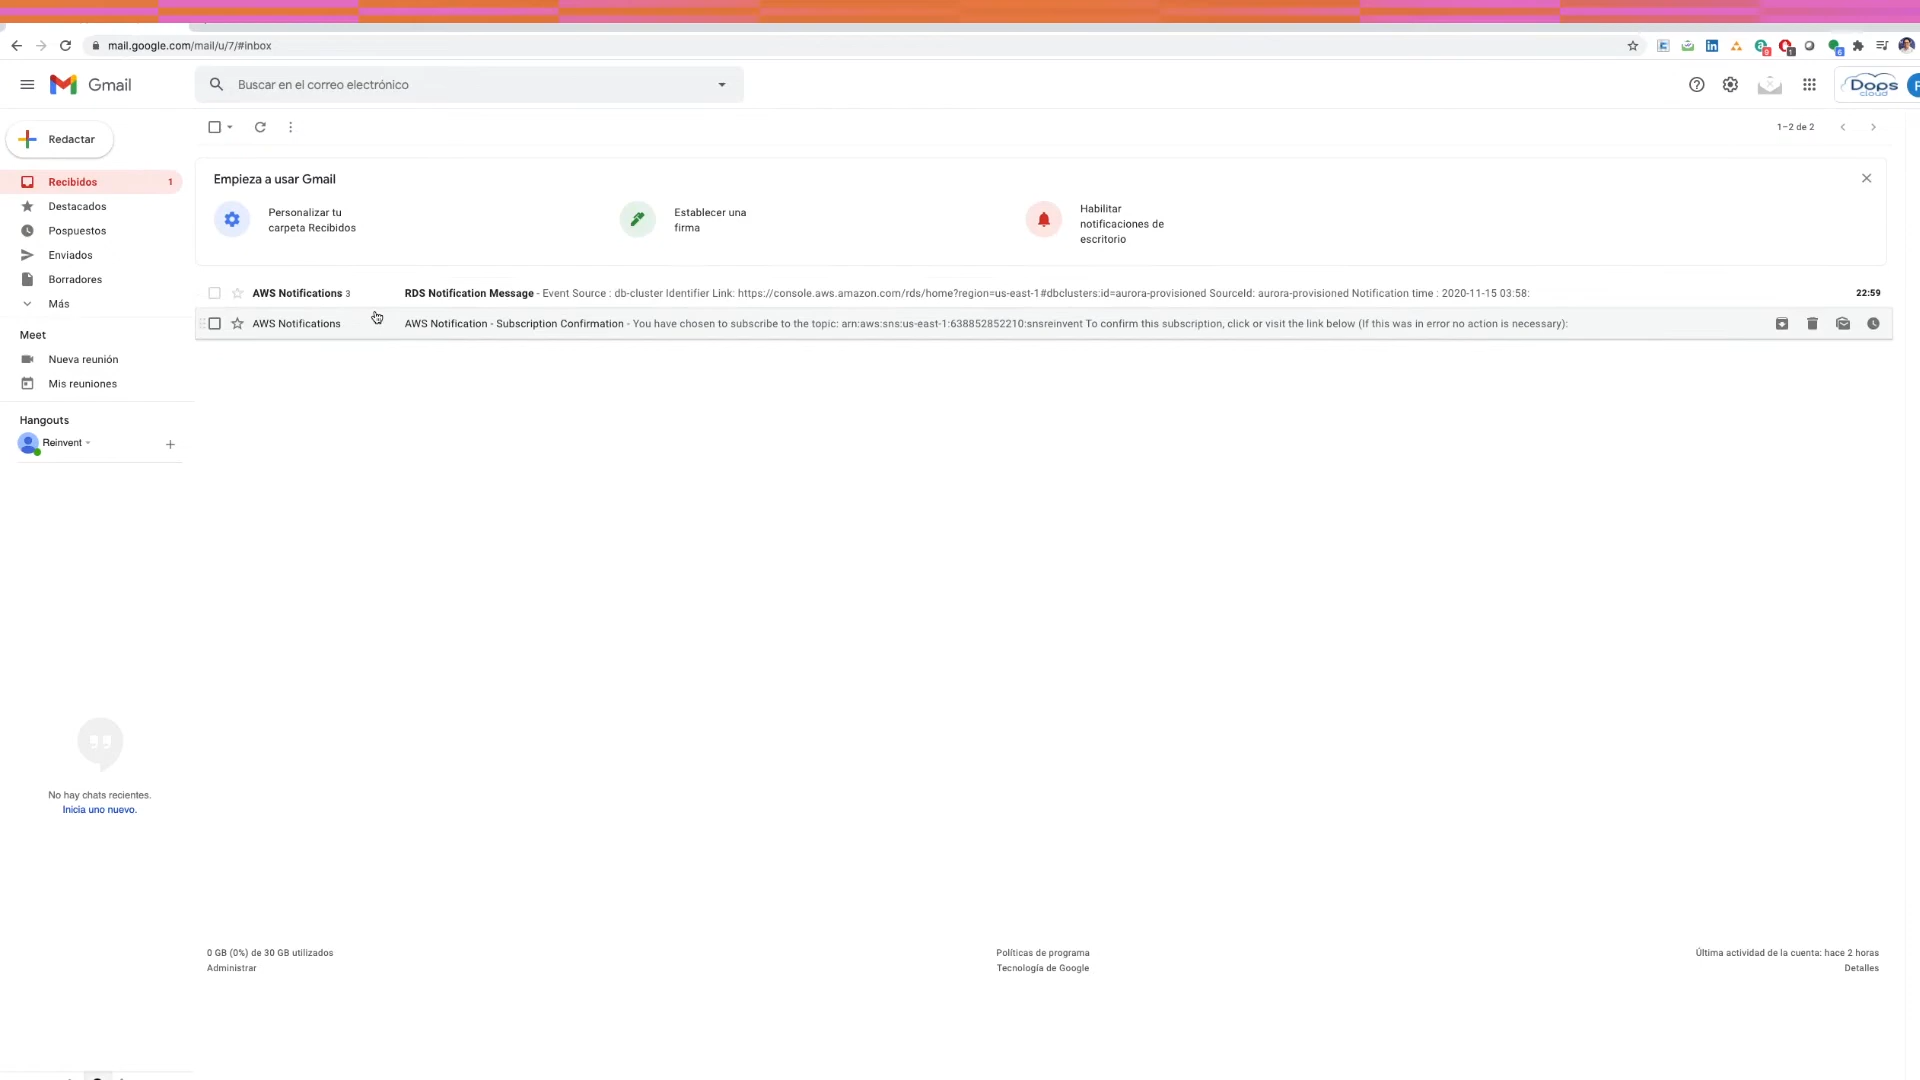 mail.google.com/mail/u/7/#inbox
Gmail
Buscar en el correo electrónico
Dops
cloud
Redactar
1–2 de 2
Recibidos 1
Destacados
Pospuestos
Enviados
Borradores
Más
Meet
Nueva reunión
Mis reuniones
Hangouts
Reinvent
No hay chats recientes.
Inicia uno nuevo.
Empieza a usar Gmail
Personalizar tu
carpeta Recibidos
Establecer una
firma
Habilitar
notificaciones de
escritorio
AWS Notifications 3 RDS Notification Message - Event Source : db-cluster Identifier Link: https://console.aws.amazon.com/rds/home?region=us-east-1#dbclusters:id=aurora-provisioned SourceId: aurora-provisioned Notification time : 2020-11-15 03:58: 22:59
AWS Notifications AWS Notification - Subscription Confirmation - You have chosen to subscribe to the topic: arn:aws:sns:us-east-1:638852852210:snsreinvent To confirm this subscription, click or visit the link below (If this was in error no action is necessary):
0 GB (0%) de 30 GB utilizados
Administrar
Políticas de programa
Tecnología de Google
Última actividad de la cuenta: hace 2 horas
Detalles